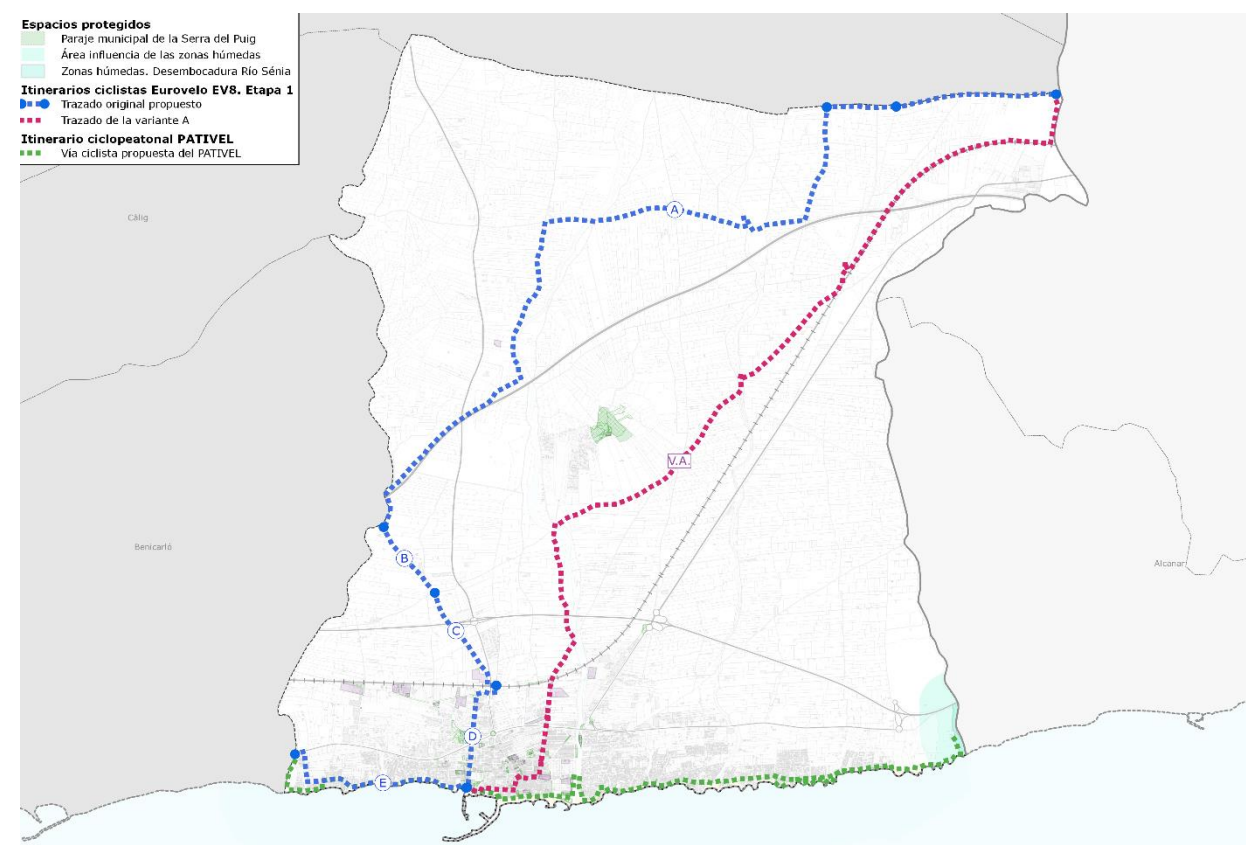 Espacios protegidos
Paraje municipal de la Serra del Puig
Área influencia de las zonas húmedas
Zonas húmedas. Desembocadura Río Sénia
Itinerarios ciclistas Eurovelo EV8. Etapa 1
Trazado original propuesto
Trazado de la variante A
Itinerario ciclopeatonal PATIVEL
Vía ciclista propuesta del PATIVEL
A
Càlig
V.A.
Benicarló
B
Alcanar
C
D
E